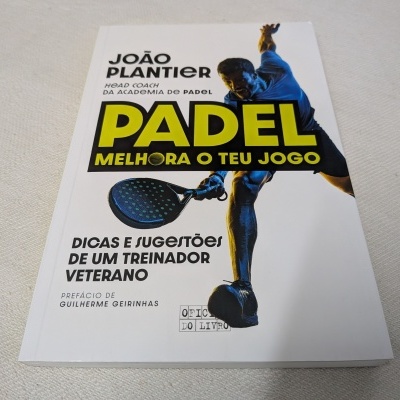 JOÃO
PLANTIER
HEAD COACH
DA ACADEMIA DE PADEL
PADEL
MELHORA O TEU JOGO
DICAS E SUGESTÕES
DE UM TREINADOR
VETERANO
PREFÁCIO DE
GUILHERME GEIRINHAS
OFICI
DO LIVRO